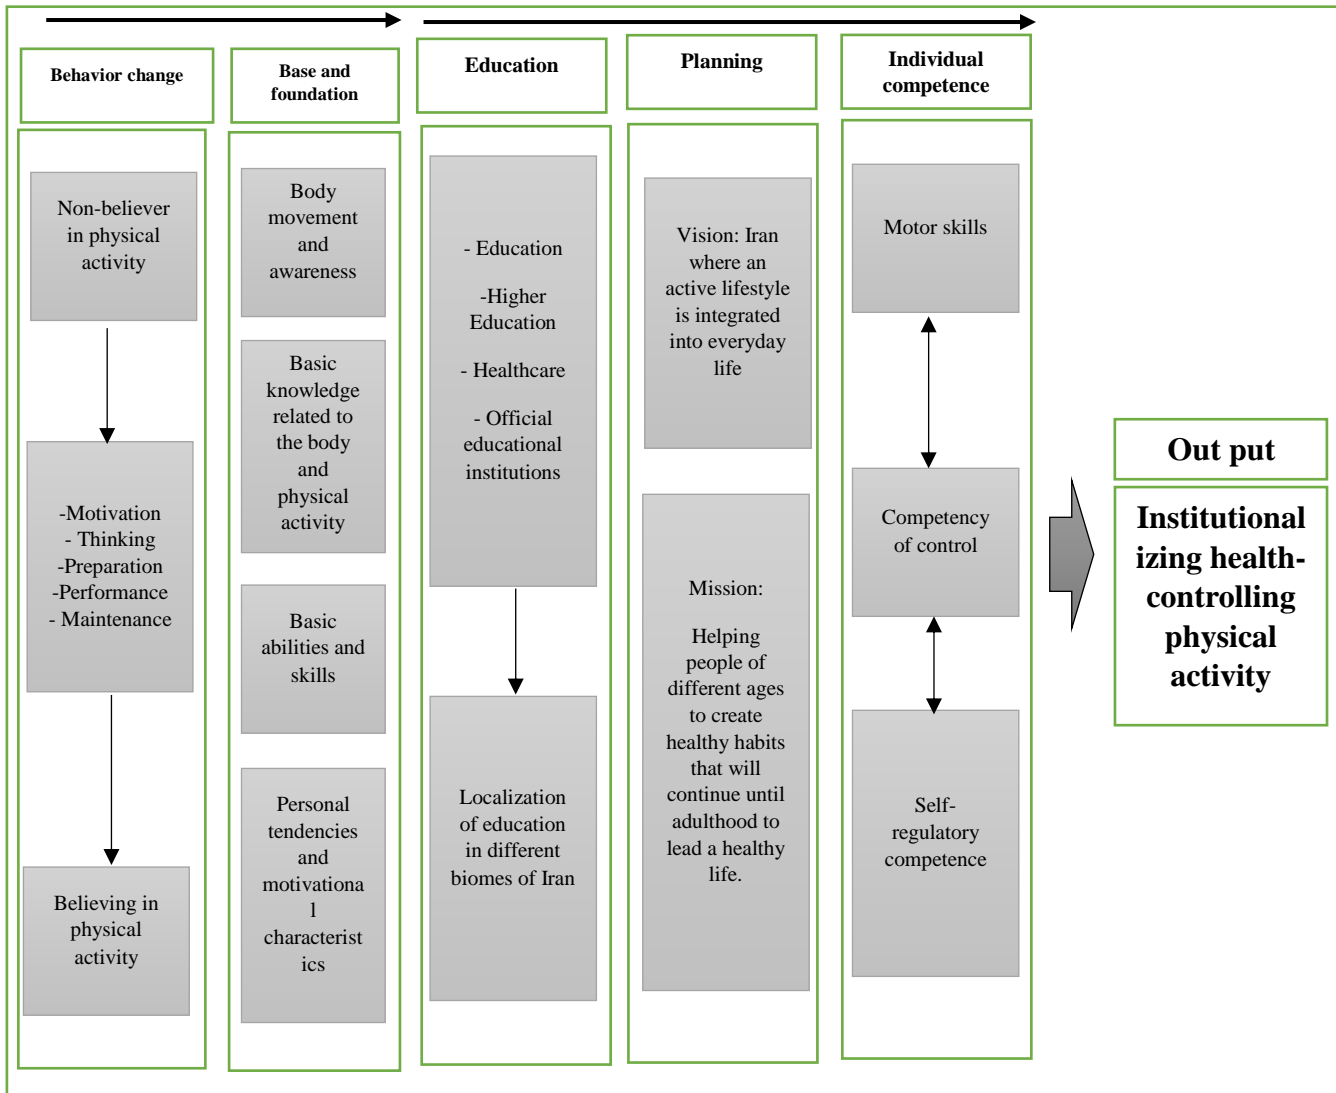 Behavior change
Base and
foundation
Education
Planning
Individual
competence
Non-believer
in physical
activity
-Motivation
- Thinking
-Preparation
-Performance
- Maintenance
Believing in
physical
activity
Body
movement
and
awareness
Basic
knowledge
related to
the body
and
physical
activity
Basic
abilities and
skills
Personal
tendencies
and
motivationa
l
characterist
ics
- Education
-Higher
Education
- Healthcare
- Official
educational
institutions
Localization
of education
in different
biomes of Iran
Vision: Iran
where an
active lifestyle
is integrated
into everyday
life
Mission:
Helping
people of
different ages
to create
healthy habits
that will
continue until
adulthood to
lead a healthy
life.
Motor skills
Competency
of control
Self-
regulatory
competence
Out put
Institutional
izing health-
controlling
physical
activity